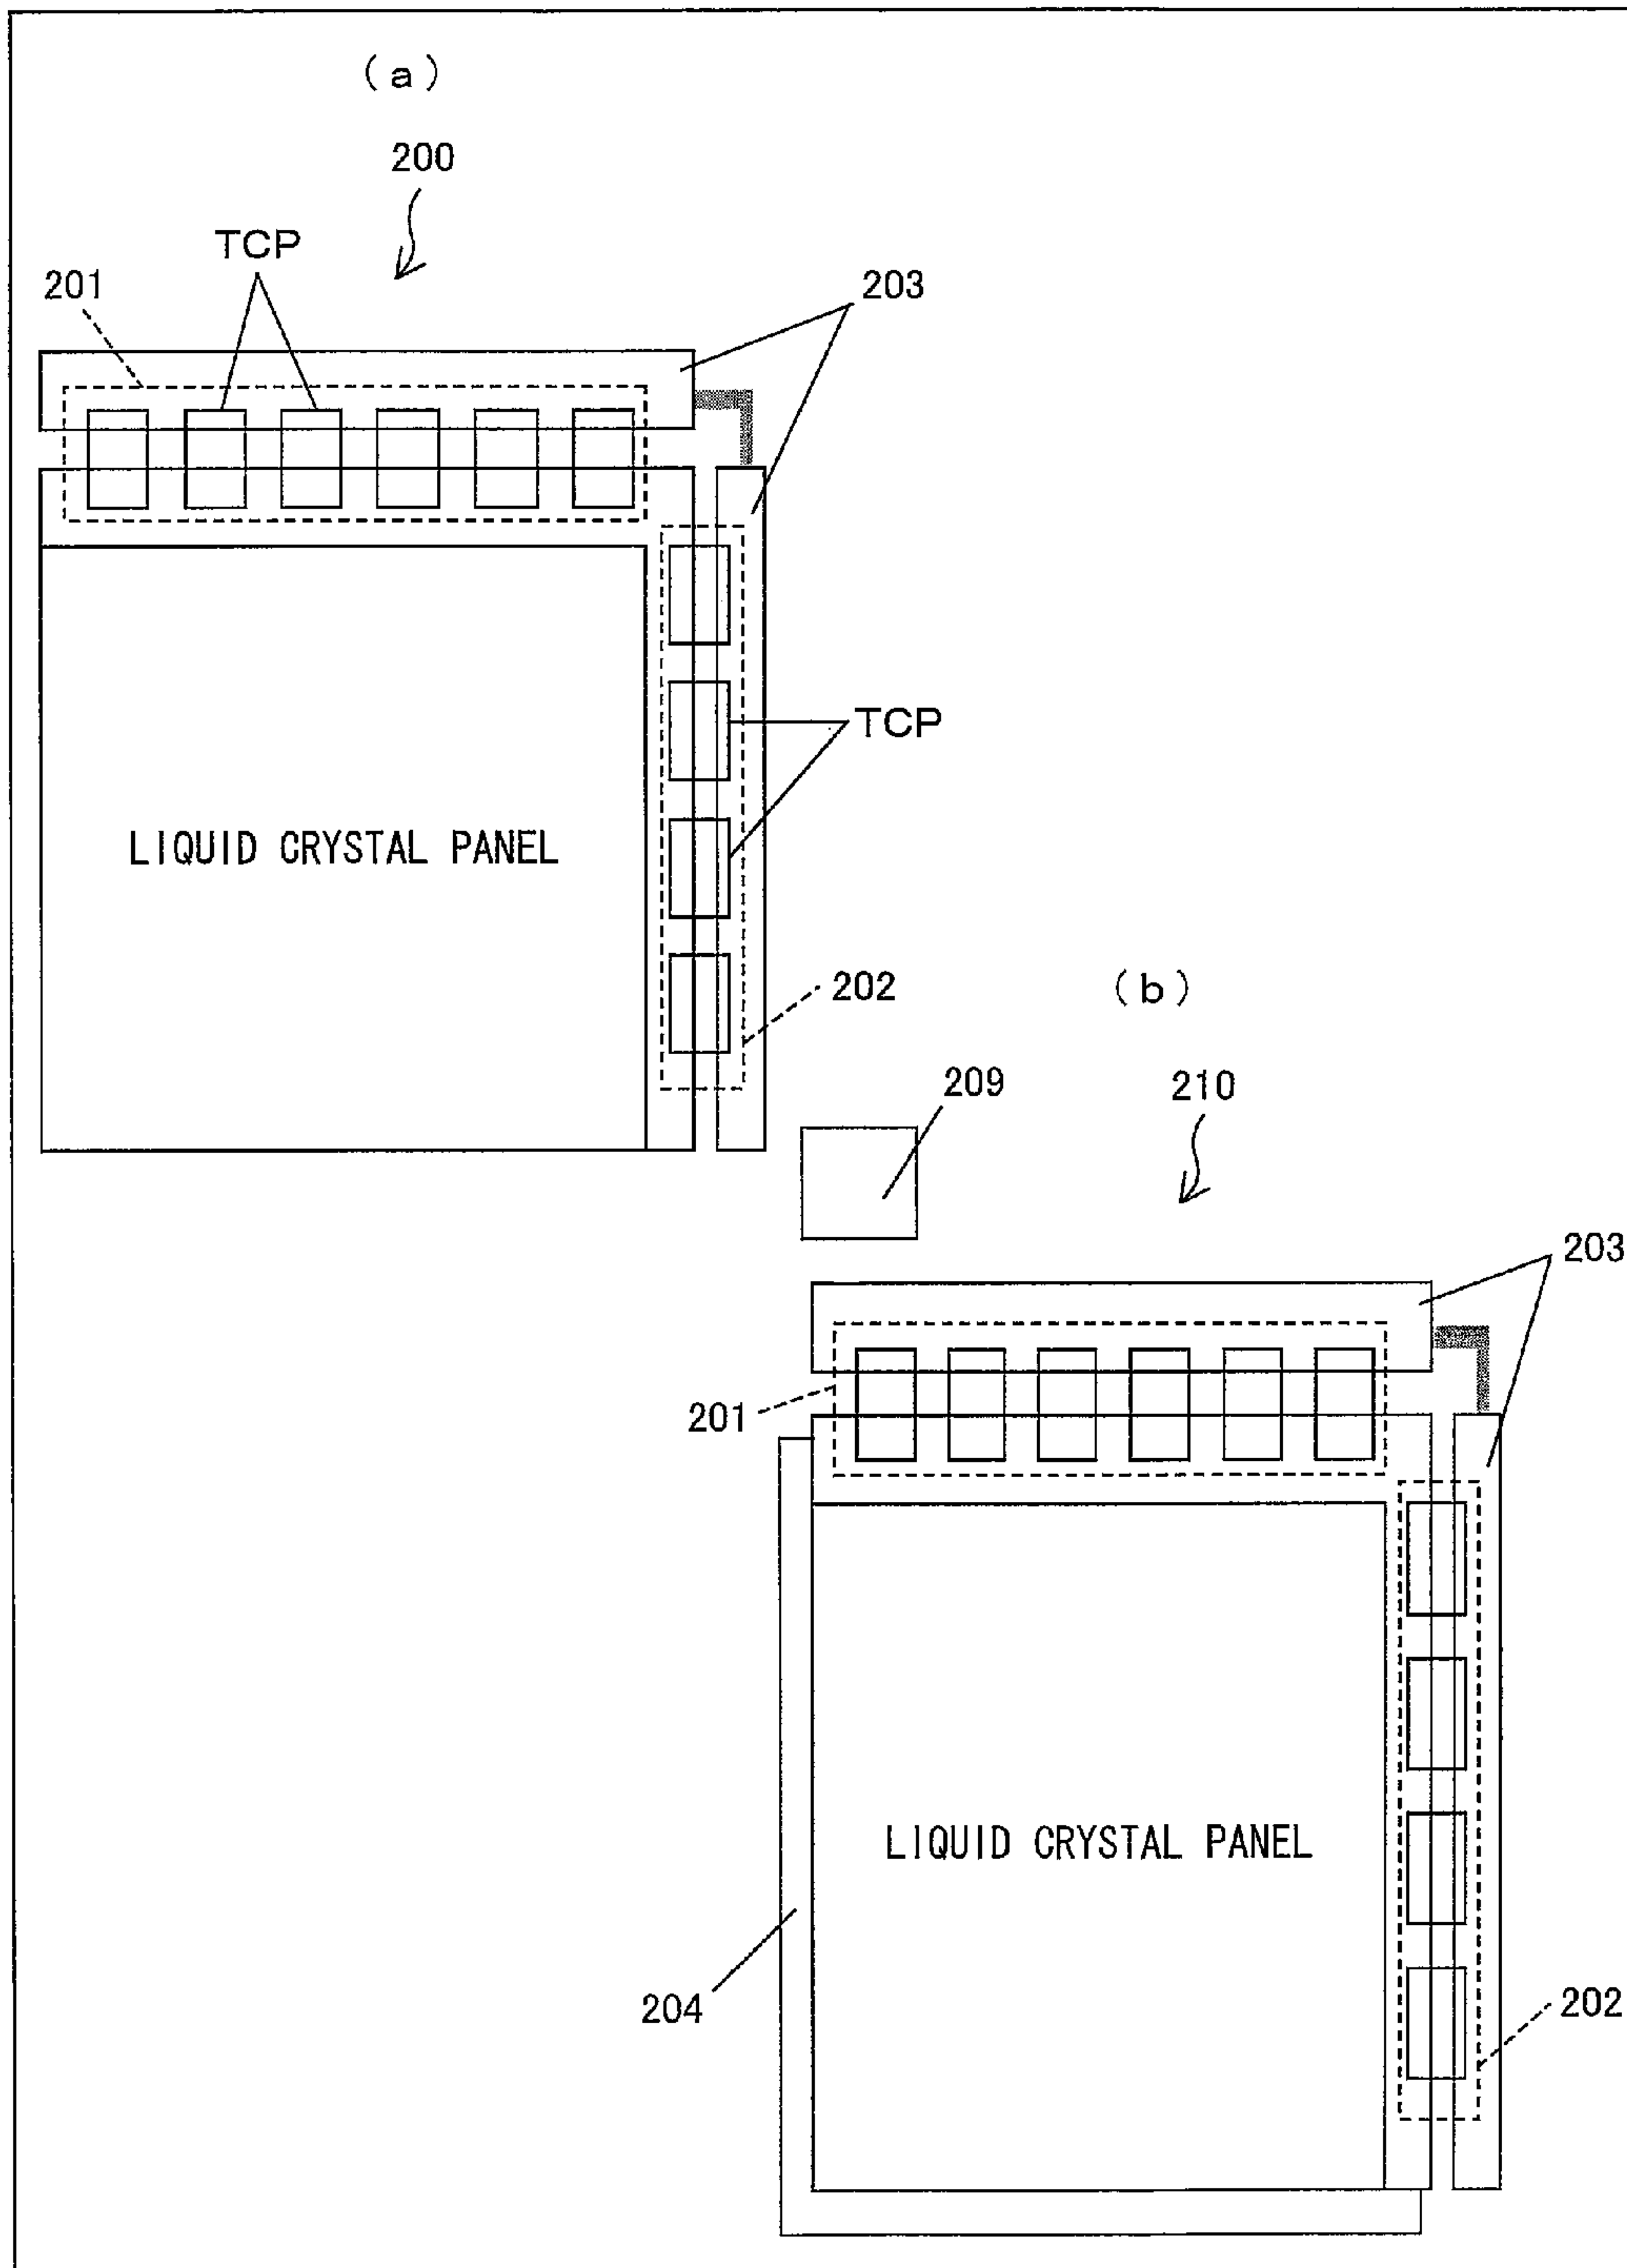 (a)
200
TCP
201
203
TCP
LIQUID CRYSTAL PANEL
202
(b)
209
210
203
201
LIQUID CRYSTAL PANEL
204
202